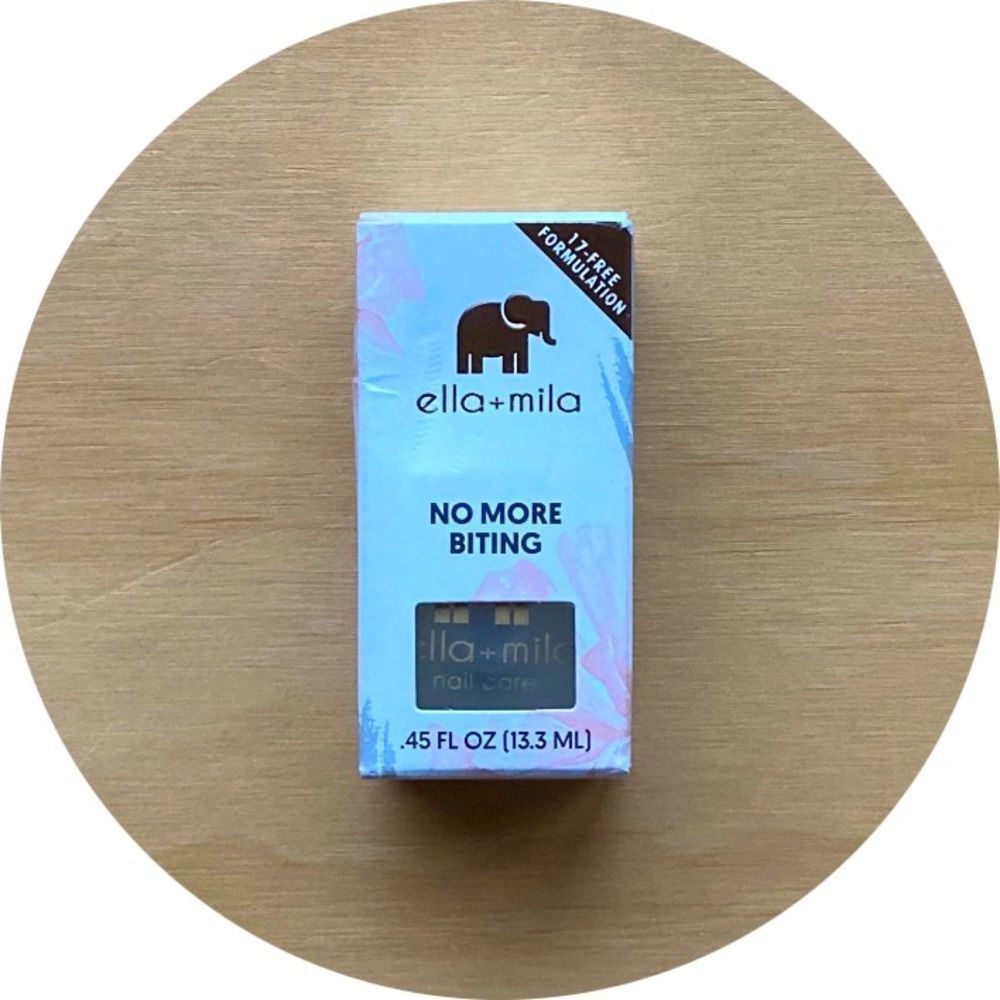 17-FREE
FORMULATION
ella+mila
NO MORE
BITING
ella+mila
nail care
.45 FL OZ (13.3 ML)